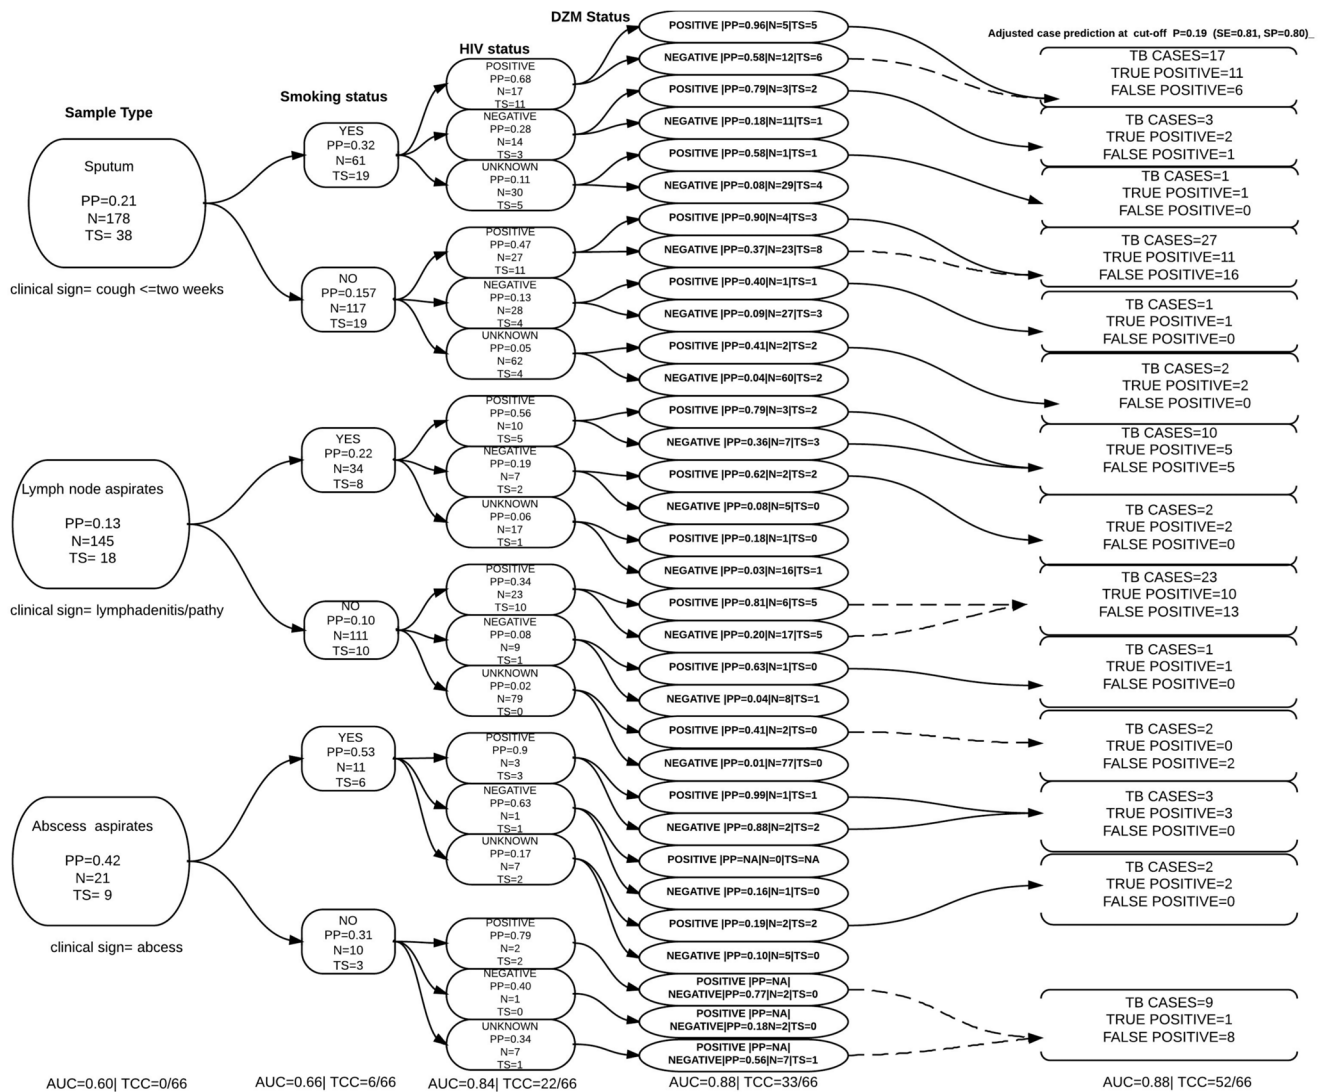 DZM Status
HIV status
Smoking status
Sample Type
Adjusted case prediction at cut-off P=0.19 (SE=0.81, SP=0.80)_
Sputum
PP=0.21
N=178
TS= 38
clinical sign= cough <=two weeks
Lymph node aspirates
PP=0.13
N=145
TS= 18
clinical sign= lymphadenitis/pathy
Abscess aspirates
PP=0.42
N=21
TS= 9
clinical sign= abcess
YES
PP=0.32
N=61
TS=19
NO
PP=0.157
N=117
TS=19
YES
PP=0.22
N=34
TS=8
NO
PP=0.10
N=111
TS=10
YES
PP=0.53
N=11
TS=6
NO
PP=0.31
N=10
TS=3
POSITIVE
PP=0.68
N=17
TS=11
NEGATIVE
PP=0.28
N=14
TS=3
UNKNOWN
PP=0.11
N=30
TS=5
POSITIVE
PP=0.47
N=27
TS=11
NEGATIVE
PP=0.13
N=28
TS=4
UNKNOWN
PP=0.05
N=62
TS=4
POSITIVE
PP=0.56
N=10
TS=5
NEGATIVE
PP=0.19
N=7
TS=2
UNKNOWN
PP=0.06
N=17
TS=1
POSITIVE
PP=0.34
N=23
TS=10
NEGATIVE
PP=0.08
N=9
TS=1
UNKNOWN
PP=0.02
N=79
TS=0
POSITIVE
PP=0.9
N=3
TS=3
NEGATIVE
PP=0.63
N=1
TS=1
UNKNOWN
PP=0.17
N=7
TS=2
POSITIVE
PP=0.79
N=2
TS=2
NEGATIVE
PP=0.40
N=1
TS=0
UNKNOWN
PP=0.34
N=7
TS=1
POSITIVE |PP=0.96|N=5|TS=5
NEGATIVE |PP=0.58|N=12|TS=6
POSITIVE |PP=0.79|N=3|TS=2
NEGATIVE |PP=0.18|N=11|TS=1
POSITIVE |PP=0.58|N=1|TS=1
NEGATIVE |PP=0.08|N=29|TS=4
POSITIVE |PP=0.90|N=4|TS=3
NEGATIVE |PP=0.37|N=23|TS=8
POSITIVE |PP=0.40|N=1|TS=1
NEGATIVE |PP=0.09|N=27|TS=3
POSITIVE |PP=0.41|N=2|TS=2
NEGATIVE |PP=0.04|N=60|TS=2
POSITIVE |PP=0.79|N=3|TS=2
NEGATIVE |PP=0.36|N=7|TS=3
POSITIVE |PP=0.62|N=2|TS=2
NEGATIVE |PP=0.08|N=5|TS=0
POSITIVE |PP=0.18|N=1|TS=0
NEGATIVE |PP=0.03|N=16|TS=1
POSITIVE |PP=0.81|N=6|TS=5
NEGATIVE |PP=0.20|N=17|TS=5
POSITIVE |PP=0.63|N=1|TS=0
NEGATIVE |PP=0.04|N=8|TS=1
POSITIVE |PP=0.41|N=2|TS=0
NEGATIVE |PP=0.01|N=77|TS=0
POSITIVE |PP=0.99|N=1|TS=1
NEGATIVE |PP=0.88|N=2|TS=2
POSITIVE |PP=NA|N=0|TS=NA
NEGATIVE |PP=0.16|N=1|TS=0
POSITIVE |PP=0.19|N=2|TS=2
NEGATIVE |PP=0.10|N=5|TS=0
POSITIVE |PP=NA|
NEGATIVE|PP=0.77|N=2|TS=0
POSITIVE |PP=NA|
NEGATIVE|PP=0.18N=2|TS=0
POSITIVE |PP=NA|
NEGATIVE|PP=0.56|N=7|TS=1
TB CASES=17
TRUE POSITIVE=11
FALSE POSITIVE=6
TB CASES=3
TRUE POSITIVE=2
FALSE POSITIVE=1
TB CASES=1
TRUE POSITIVE=1
FALSE POSITIVE=0
TB CASES=27
TRUE POSITIVE=11
FALSE POSITIVE=16
TB CASES=1
TRUE POSITIVE=1
FALSE POSITIVE=0
TB CASES=2
TRUE POSITIVE=2
FALSE POSITIVE=0
TB CASES=10
TRUE POSITIVE=5
FALSE POSITIVE=5
TB CASES=2
TRUE POSITIVE=2
FALSE POSITIVE=0
TB CASES=23
TRUE POSITIVE=10
FALSE POSITIVE=13
TB CASES=1
TRUE POSITIVE=1
FALSE POSITIVE=0
TB CASES=2
TRUE POSITIVE=0
FALSE POSITIVE=2
TB CASES=3
TRUE POSITIVE=3
FALSE POSITIVE=0
TB CASES=2
TRUE POSITIVE=2
FALSE POSITIVE=0
TB CASES=9
TRUE POSITIVE=1
FALSE POSITIVE=8
AUC=0.60| TCC=0/66
AUC=0.66| TCC=6/66
AUC=0.84| TCC=22/66
AUC=0.88| TCC=33/66
AUC=0.88| TCC=52/66